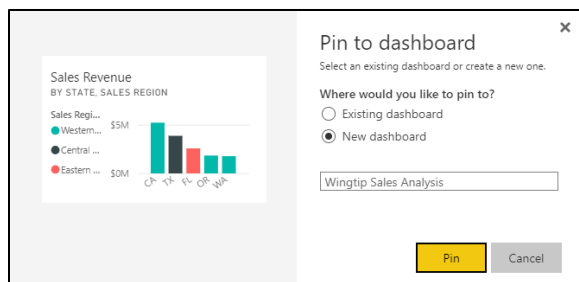 Sales Revenue
BY STATE, SALES REGION
Sales Regi...
Western...
Central ...
Eastern ...
$5M
$0M
CA
TX
FL
OR
WA
Pin to dashboard
Select an existing dashboard or create a new one.
Where would you like to pin to?
Existing dashboard
New dashboard
Wingtip Sales Analysis
Pin
Cancel